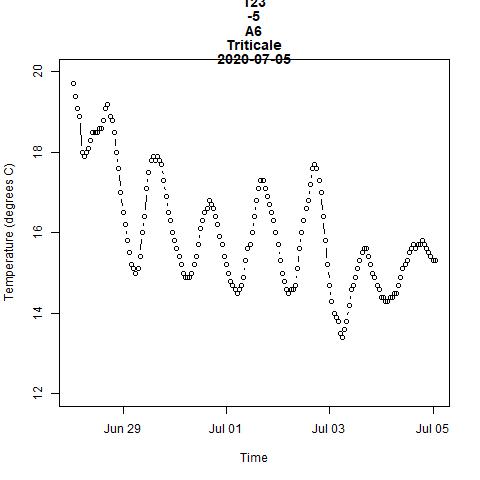 123
-5
A6
Triticale
2020-07-05
Temperature (degrees C)
20
18
16
14
12
Jun 29
Jul 01
Jul 03
Jul 05
Time